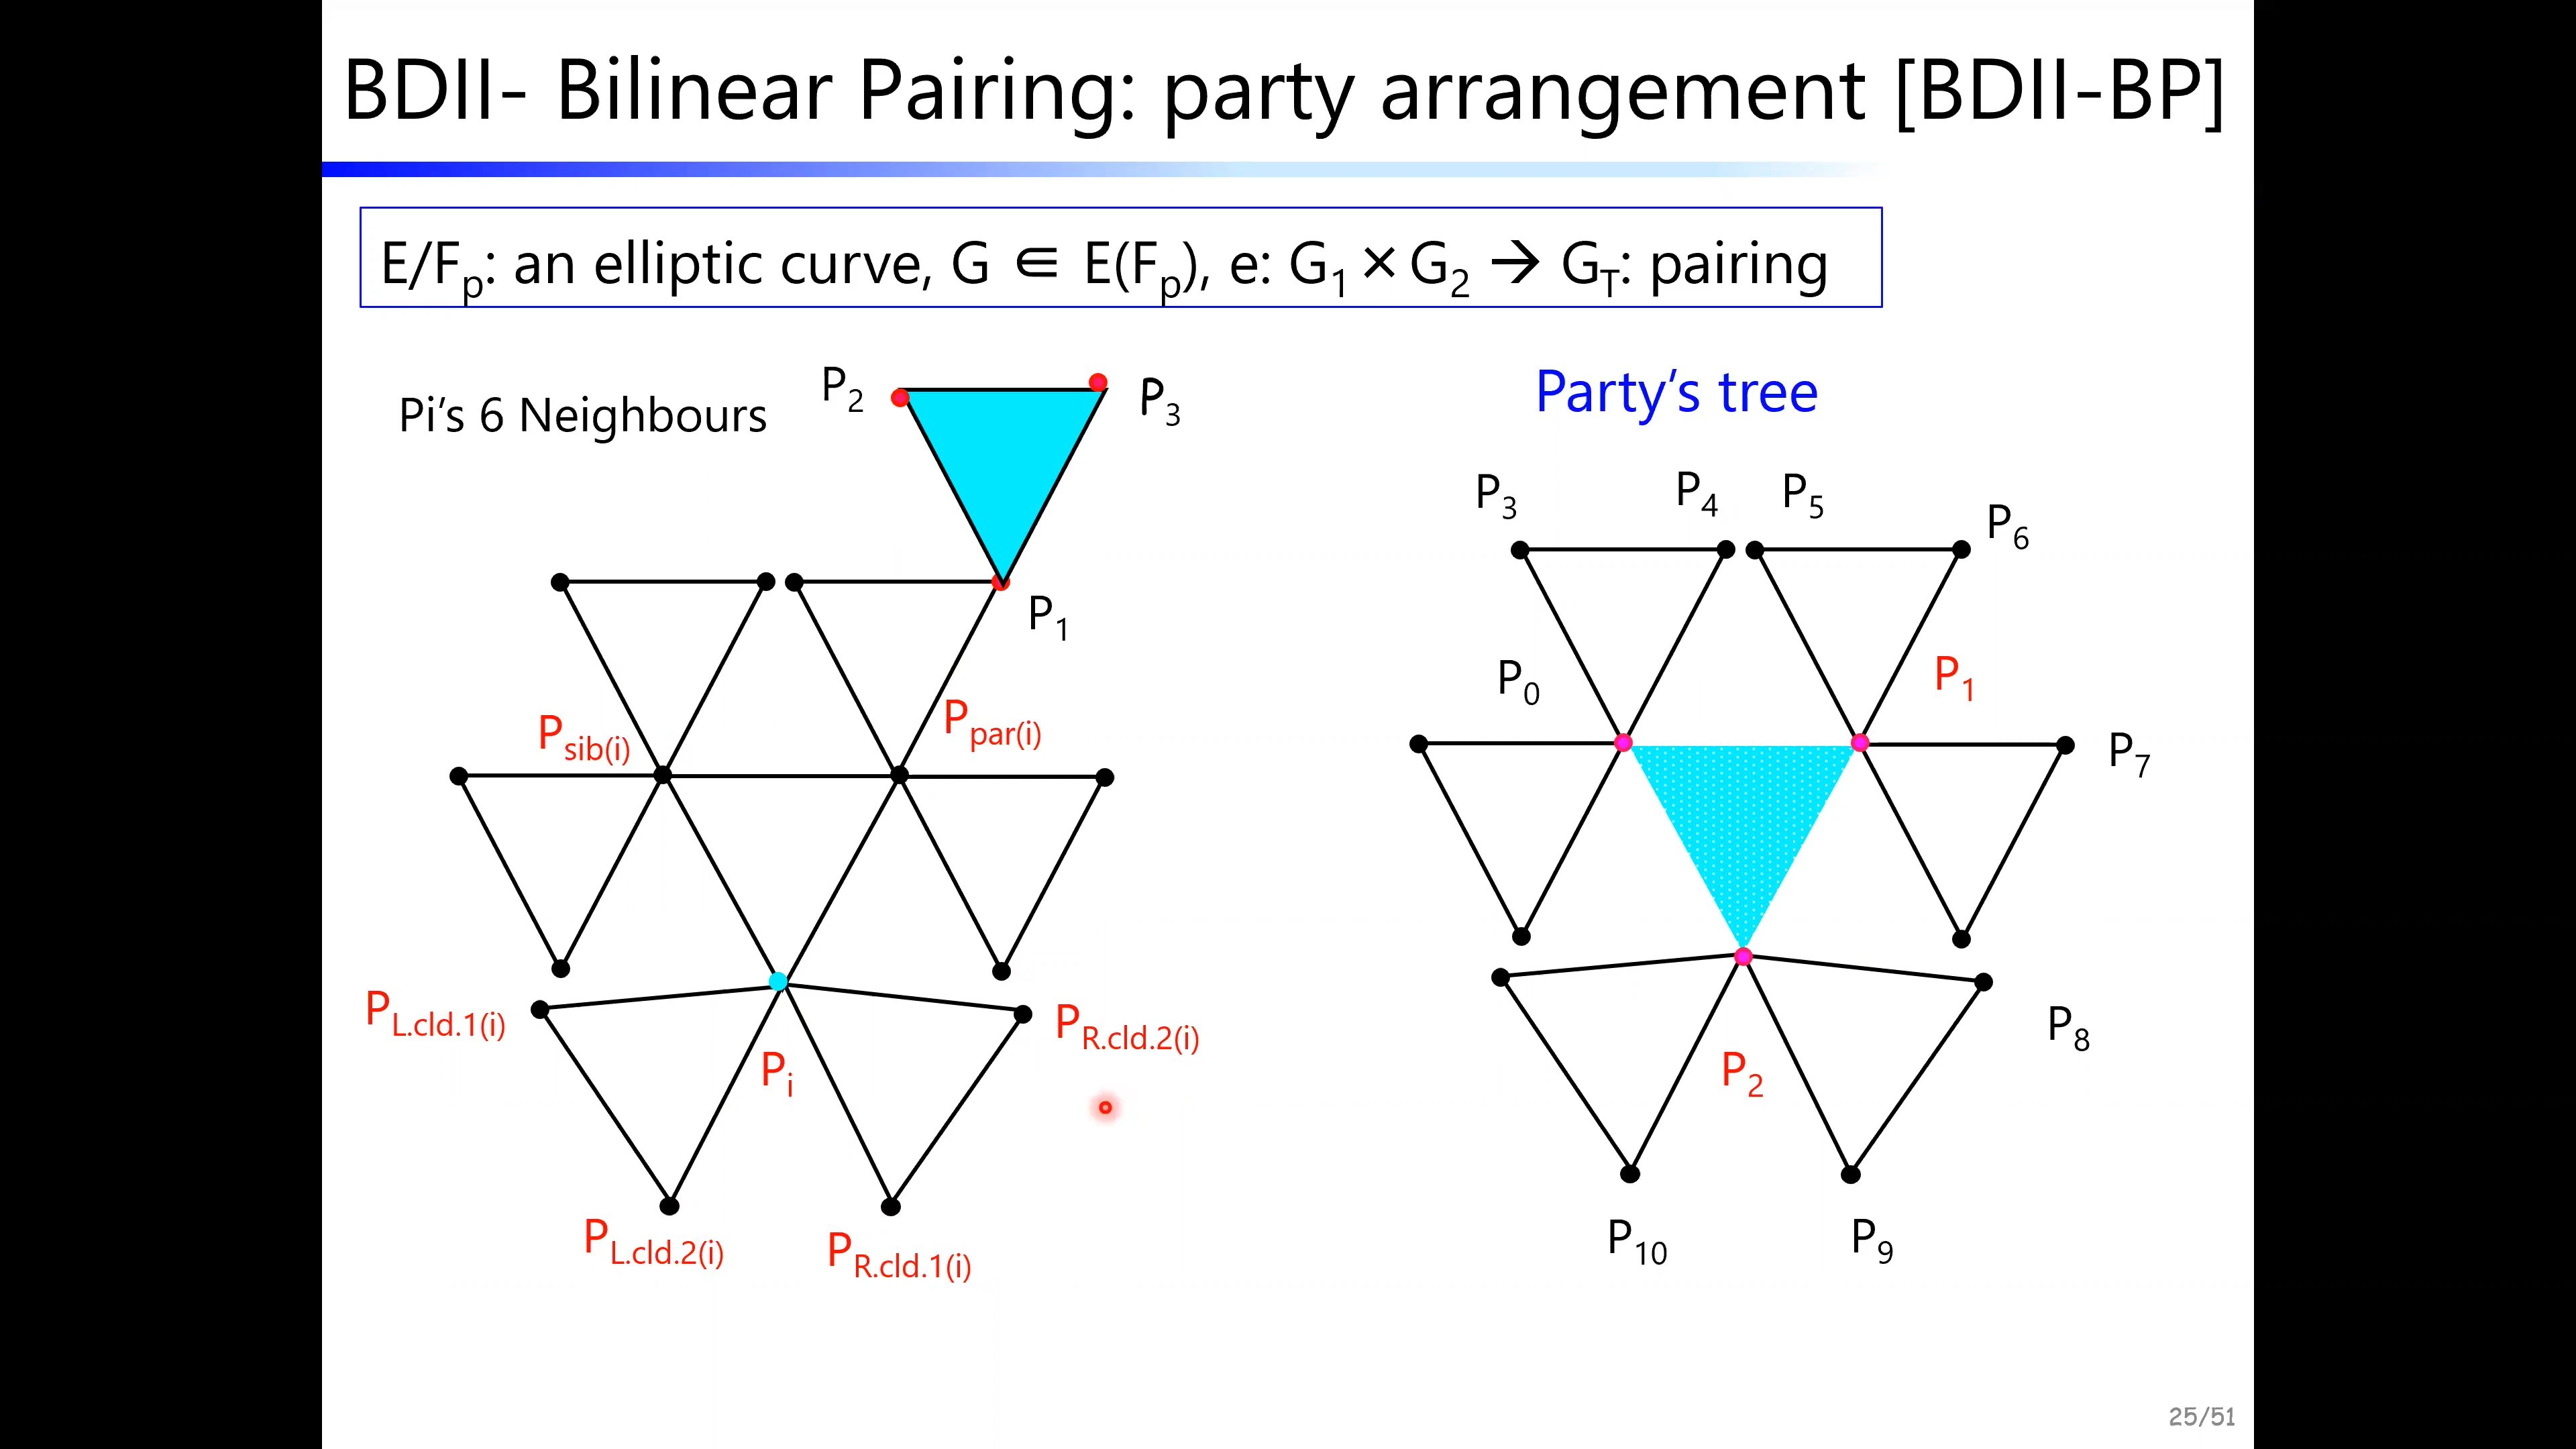 BDII- Bilinear Pairing: party arrangement [BDII-BP]
E/Fp: an elliptic curve, G ∈ E(Fp), e: G1 × G2 → GT: pairing
Pi's 6 Neighbours
P2
P3
Party's tree
P3
P4
P5
P6
P1
P0
P1
Psib(i)
Ppar(i)
P7
PL.cld.1(i)
PR.cld.2(i)
Pi
P2
P8
PL.cld.2(i)
PR.cld.1(i)
P10
P9
25/51